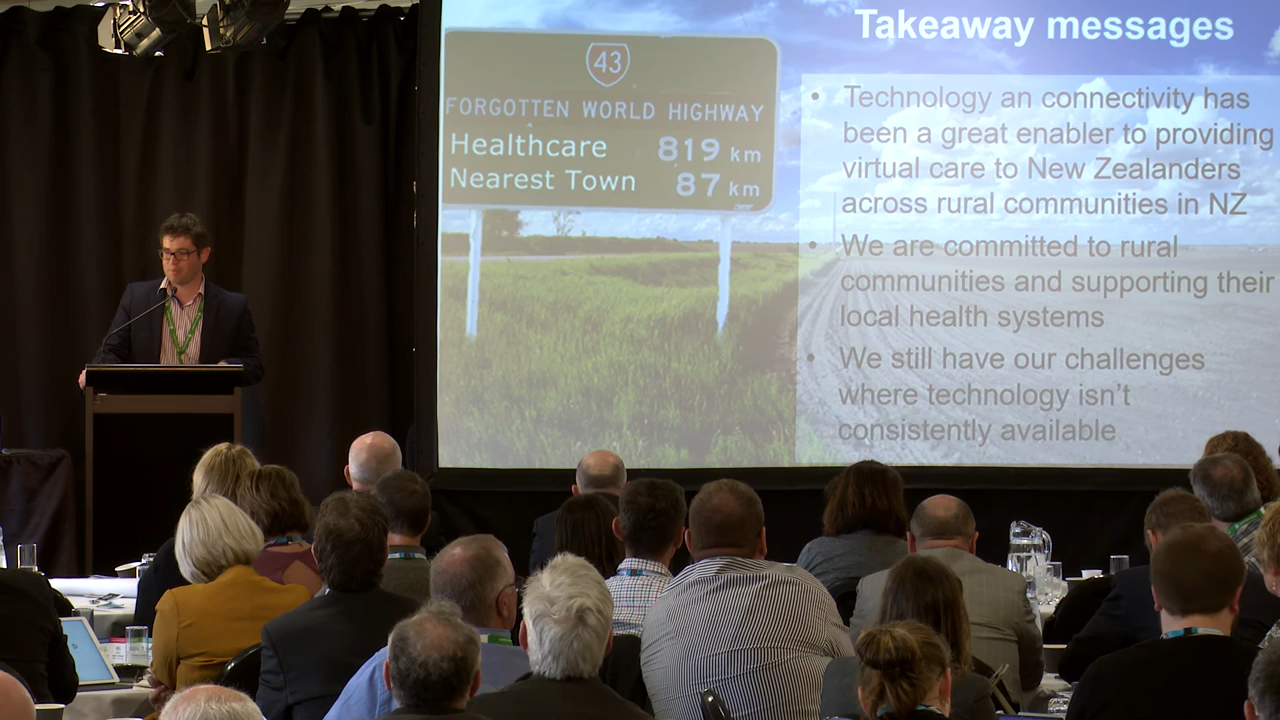 Takeaway messages
43
FORGOTTEN WORLD HIGHWAY
Healthcare 819 km
Nearest Town 87 km
• Technology an connectivity has
been a great enabler to providing
virtual care to New Zealanders
across rural communities in NZ
• We are committed to rural
communities and supporting their
local health systems
• We still have our challenges
where technology isn't
consistently available